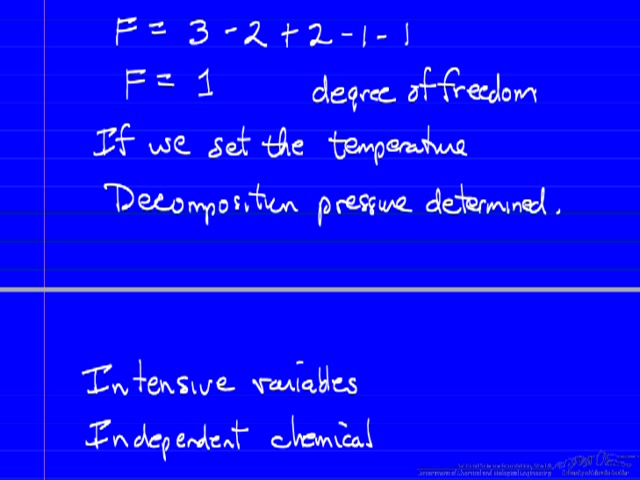 F = 3 - 2 + 2 - 1 - 1
F = 1 degree of freedom
If we set the temperature
Decomposition pressure determined.
Intensive variables
Independent chemical